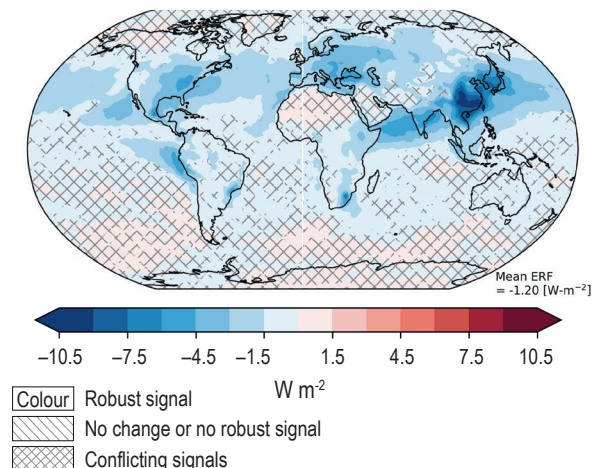 Mean ERF
= -1.20 [W-m⁻²]
–10.5 –7.5 –4.5 –1.5 1.5 4.5 7.5 10.5
W m⁻²
Colour Robust signal
No change or no robust signal
Conflicting signals